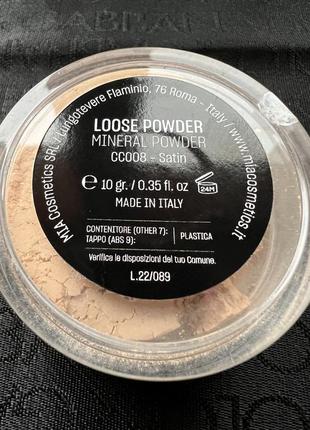 MIA Cosmetics SRL / Lungotevere Flaminio, 76 Roma - Italy / www.miacosmetics.it
LOOSE POWDER
MINERAL POWDER
CC008 - Satin
℮ 10 gr. / 0.35 fl. oz 24M
MADE IN ITALY
CONTENITORE (OTHER 7):
TAPPO (ABS 9):
PLASTICA
Verifica le disposizioni del tuo Comune.
L.22/089